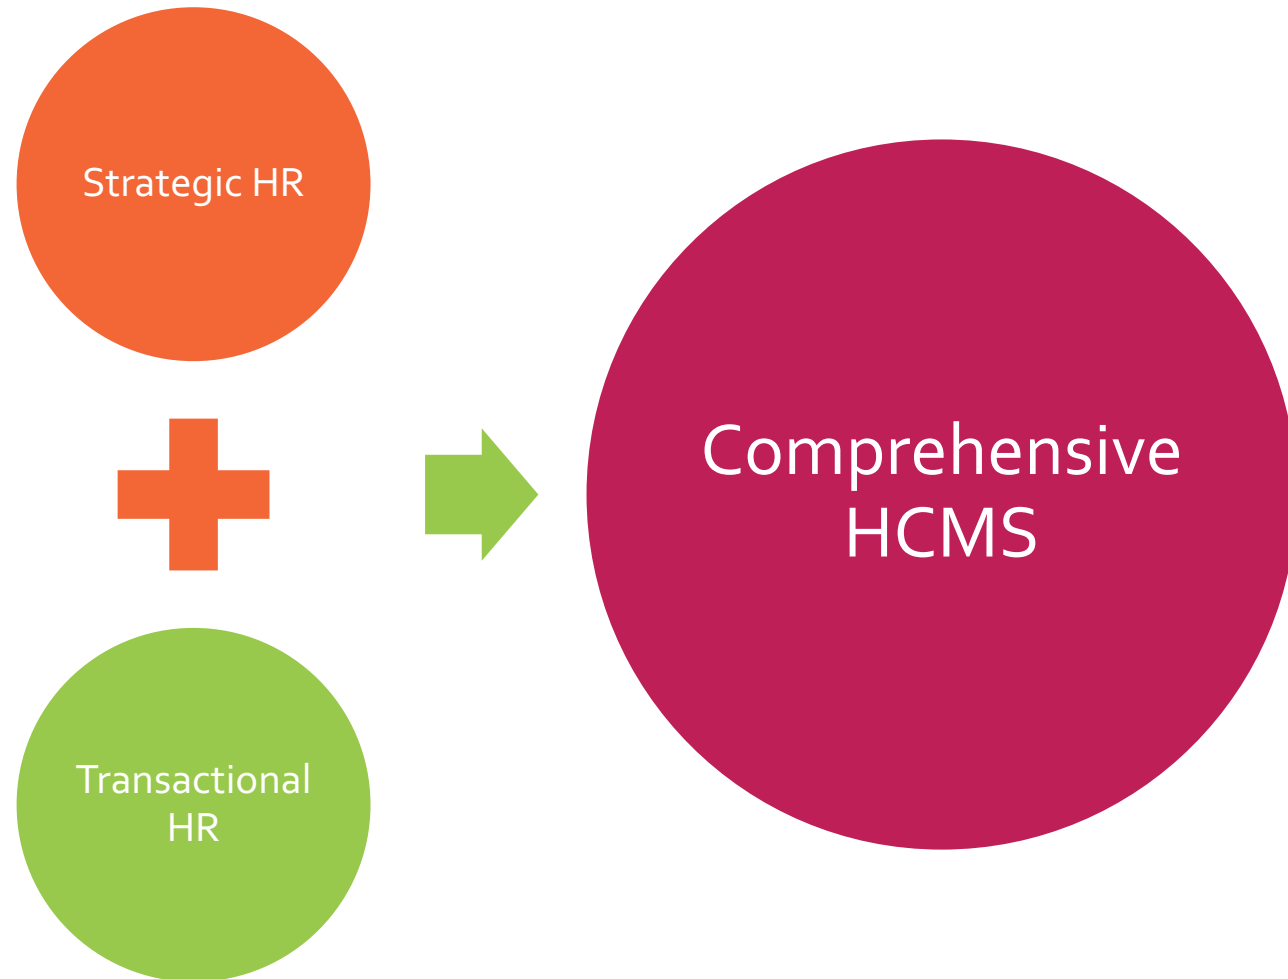 Strategic HR
Transactional
HR
Comprehensive
HCMS